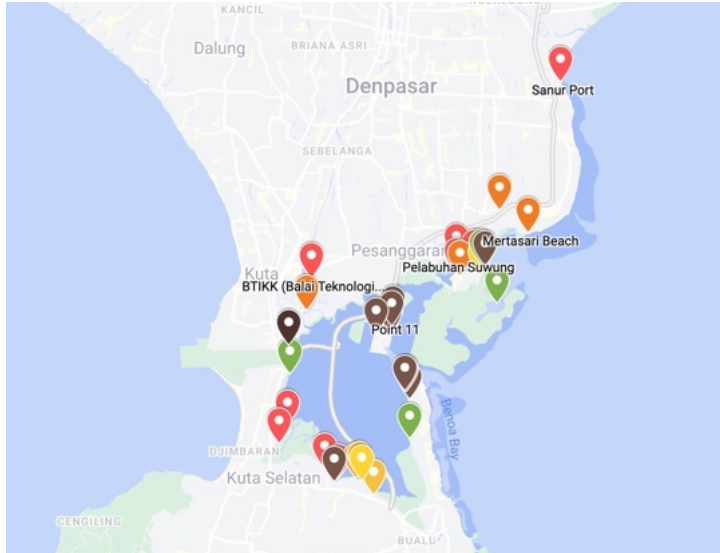 KANCIL
Dalung
BRIANA ASRI
Denpasar
Sanur Port
SEBELANGA
Pesanggaran
Mertasari Beach
Kuta
Pelabuhan Suwung
BTIKK (Balai Teknologi...
Point 11
Benoa Bay
DJIMBARAN
Kuta Selatan
CENGILING